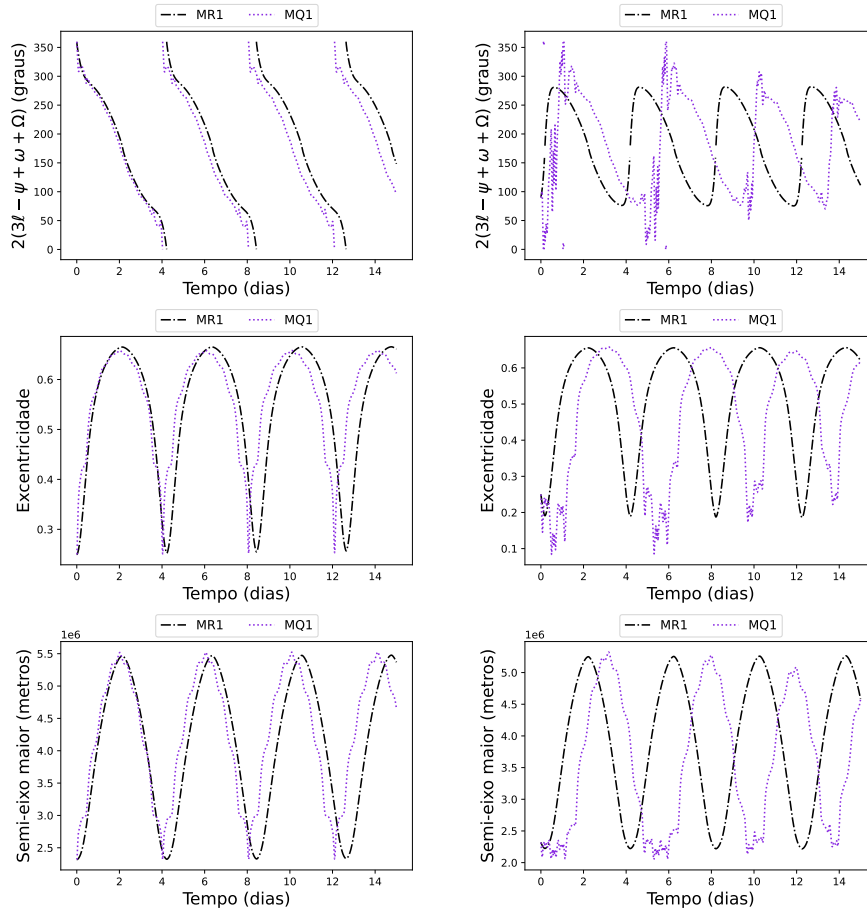 MR1 MQ1
2(3ℓ − ψ + ω + Ω) (graus)
350
300
250
200
150
100
50
0
0 2 4 6 8 10 12 14
Tempo (dias)
MR1 MQ1
2(3ℓ − ψ + ω + Ω) (graus)
350
300
250
200
150
100
50
0
0 2 4 6 8 10 12 14
Tempo (dias)
MR1 MQ1
Excentricidade
0.6
0.5
0.4
0.3
0 2 4 6 8 10 12 14
Tempo (dias)
MR1 MQ1
Excentricidade
0.6
0.5
0.4
0.3
0.2
0.1
0 2 4 6 8 10 12 14
Tempo (dias)
MR1 MQ1
1e6
Semi-eixo maior (metros)
5.5
5.0
4.5
4.0
3.5
3.0
2.5
0 2 4 6 8 10 12 14
Tempo (dias)
MR1 MQ1
1e6
Semi-eixo maior (metros)
5.0
4.5
4.0
3.5
3.0
2.5
2.0
0 2 4 6 8 10 12 14
Tempo (dias)